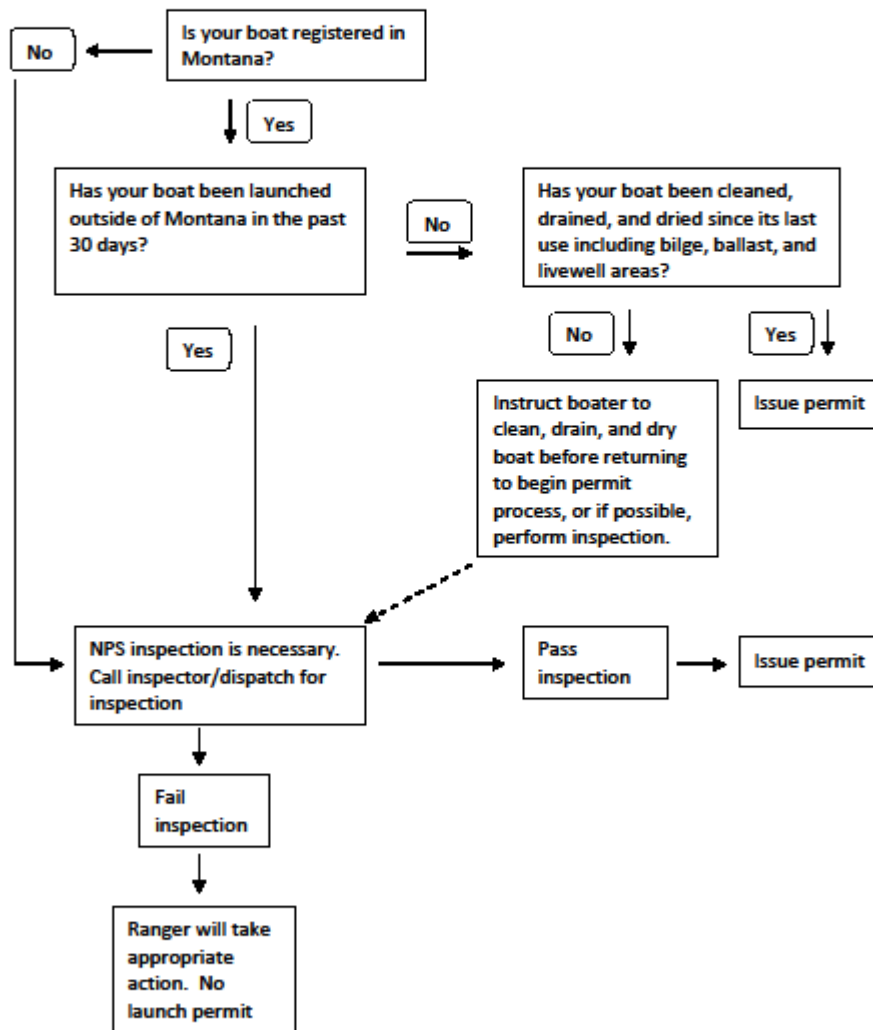 Is your boat registered in
Montana?
No
Yes
Has your boat been launched
outside of Montana in the past
30 days?
No
Has your boat been cleaned,
drained, and dried since its last
use including bilge, ballast, and
livewell areas?
Yes
No
Yes
Instruct boater to
clean, drain, and dry
boat before returning
to begin permit
process, or if possible,
perform inspection.
Issue permit
NPS inspection is necessary.
Call inspector/dispatch for
inspection
Pass
inspection
Issue permit
Fail
inspection
Ranger will take
appropriate
action.  No
launch permit